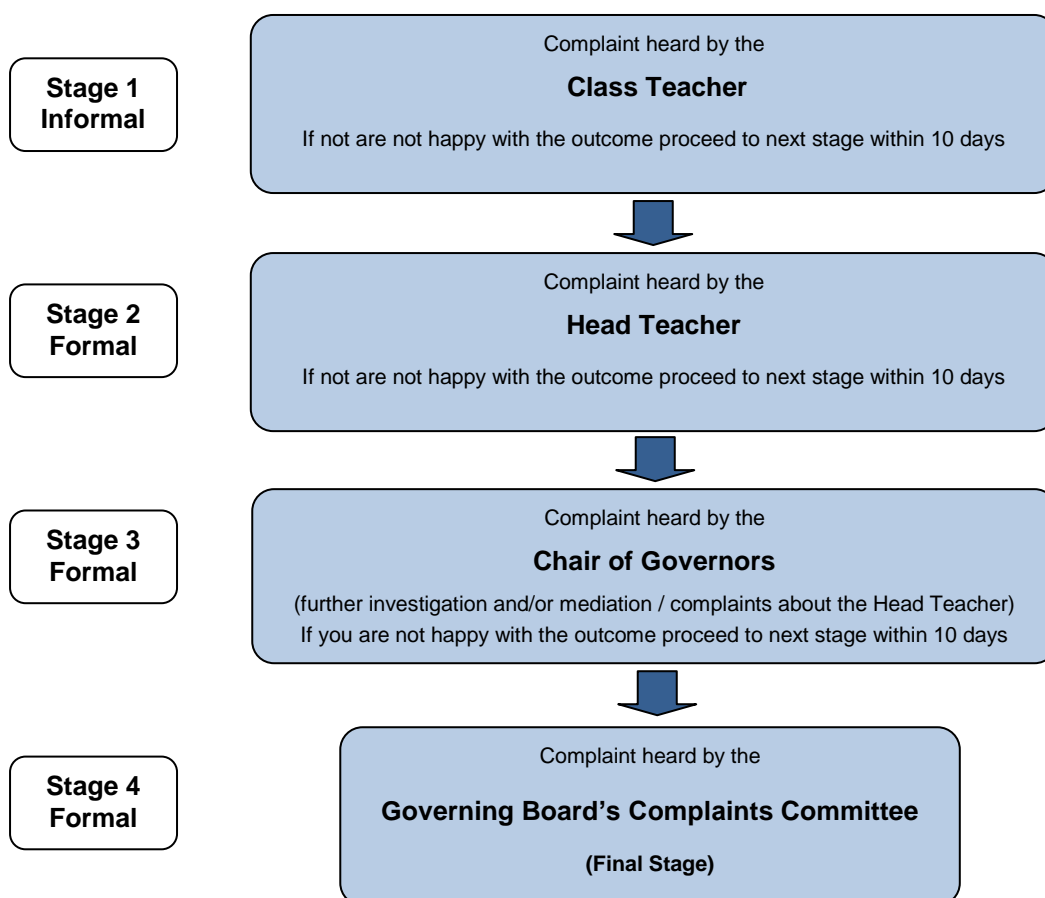 Stage 1
Informal
Complaint heard by the
Class Teacher
If not are not happy with the outcome proceed to next stage within 10 days
Stage 2
Formal
Complaint heard by the
Head Teacher
If not are not happy with the outcome proceed to next stage within 10 days
Stage 3
Formal
Complaint heard by the
Chair of Governors
(further investigation and/or mediation / complaints about the Head Teacher)
If you are not happy with the outcome proceed to next stage within 10 days
Stage 4
Formal
Complaint heard by the
Governing Board’s Complaints Committee
(Final Stage)